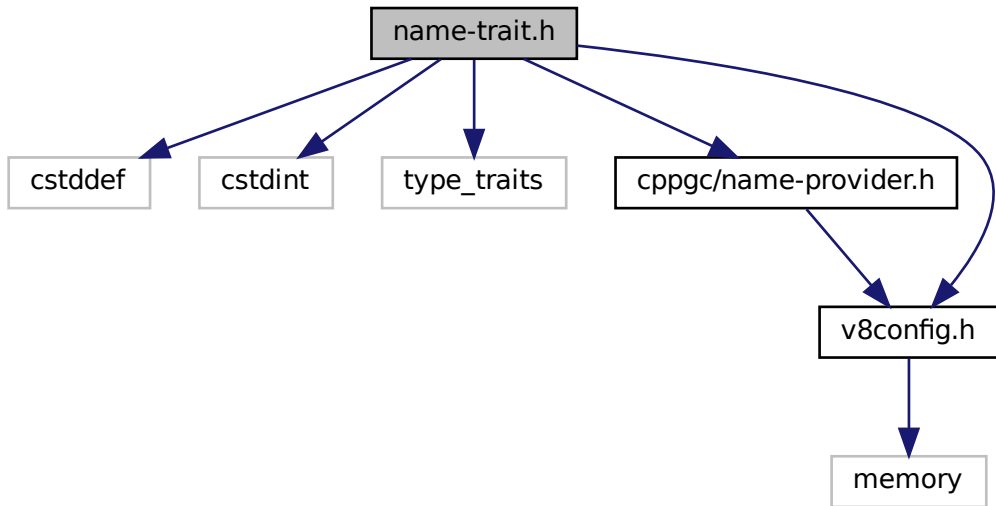 name-trait.h
cstddef
cstdint
type_traits
cppgc/name-provider.h
v8config.h
memory